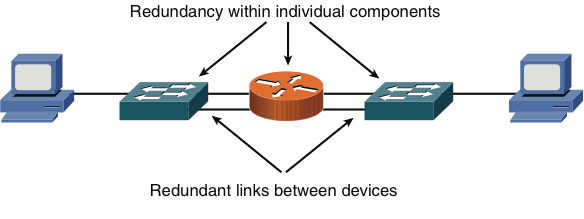 Redundancy within individual components
Redundant links between devices